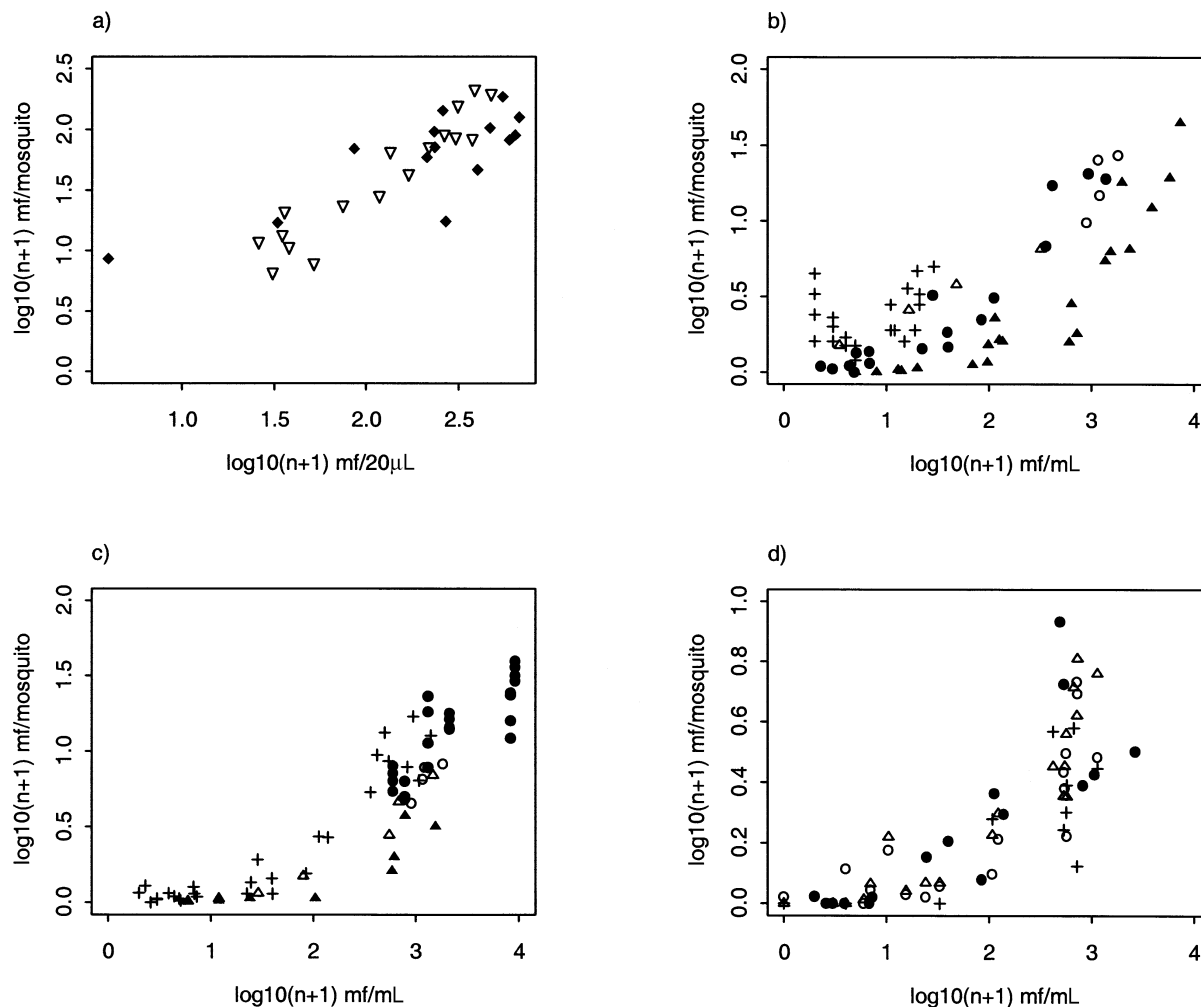 a)
log10(n+1) mf/mosquito
0.0 0.5 1.0 1.5 2.0 2.5
1.0 1.5 2.0 2.5
log10(n+1) mf/20μL
b)
log10(n+1) mf/mosquito
0.0 0.5 1.0 1.5 2.0
0 1 2 3 4
log10(n+1) mf/mL
c)
log10(n+1) mf/mosquito
0.0 0.5 1.0 1.5 2.0
0 1 2 3 4
log10(n+1) mf/mL
d)
log10(n+1) mf/mosquito
0.0 0.2 0.4 0.6 0.8 1.0
0 1 2 3 4
log10(n+1) mf/mL